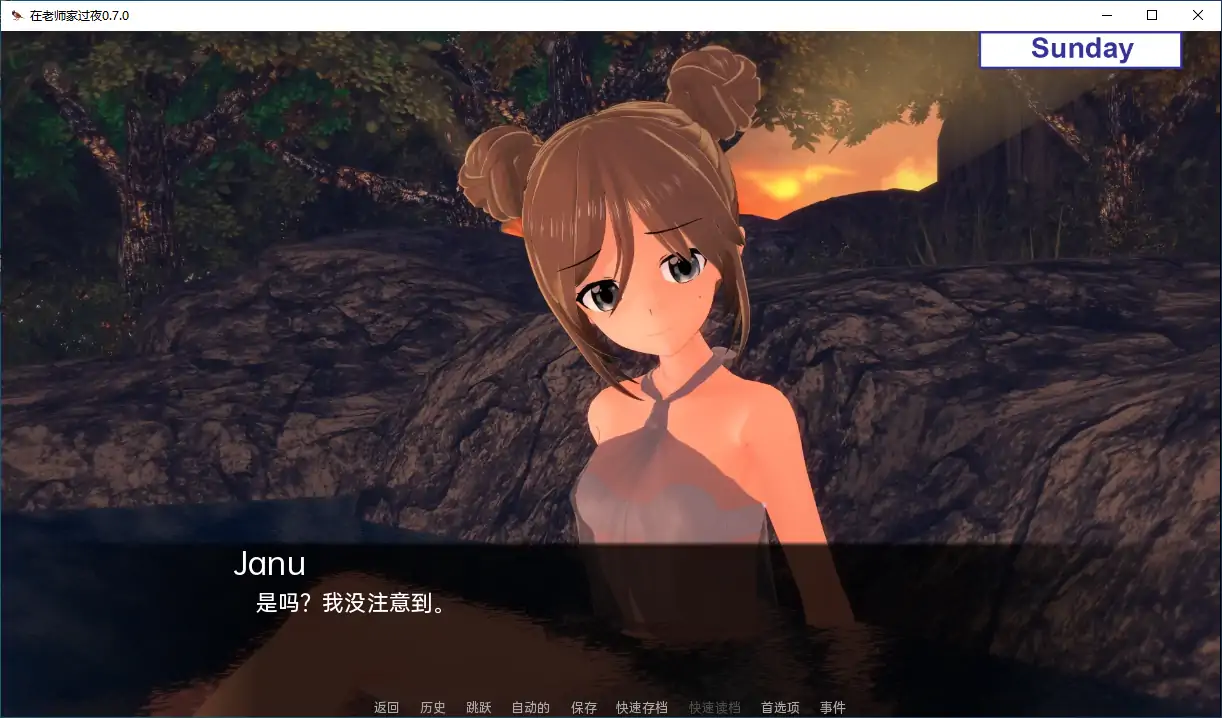 在老师家过夜0.7.0
Sunday
Janu
是吗？我没注意到。
返回 历史 跳跃 自动的 保存 快速存档 快速读档 首选项 事件